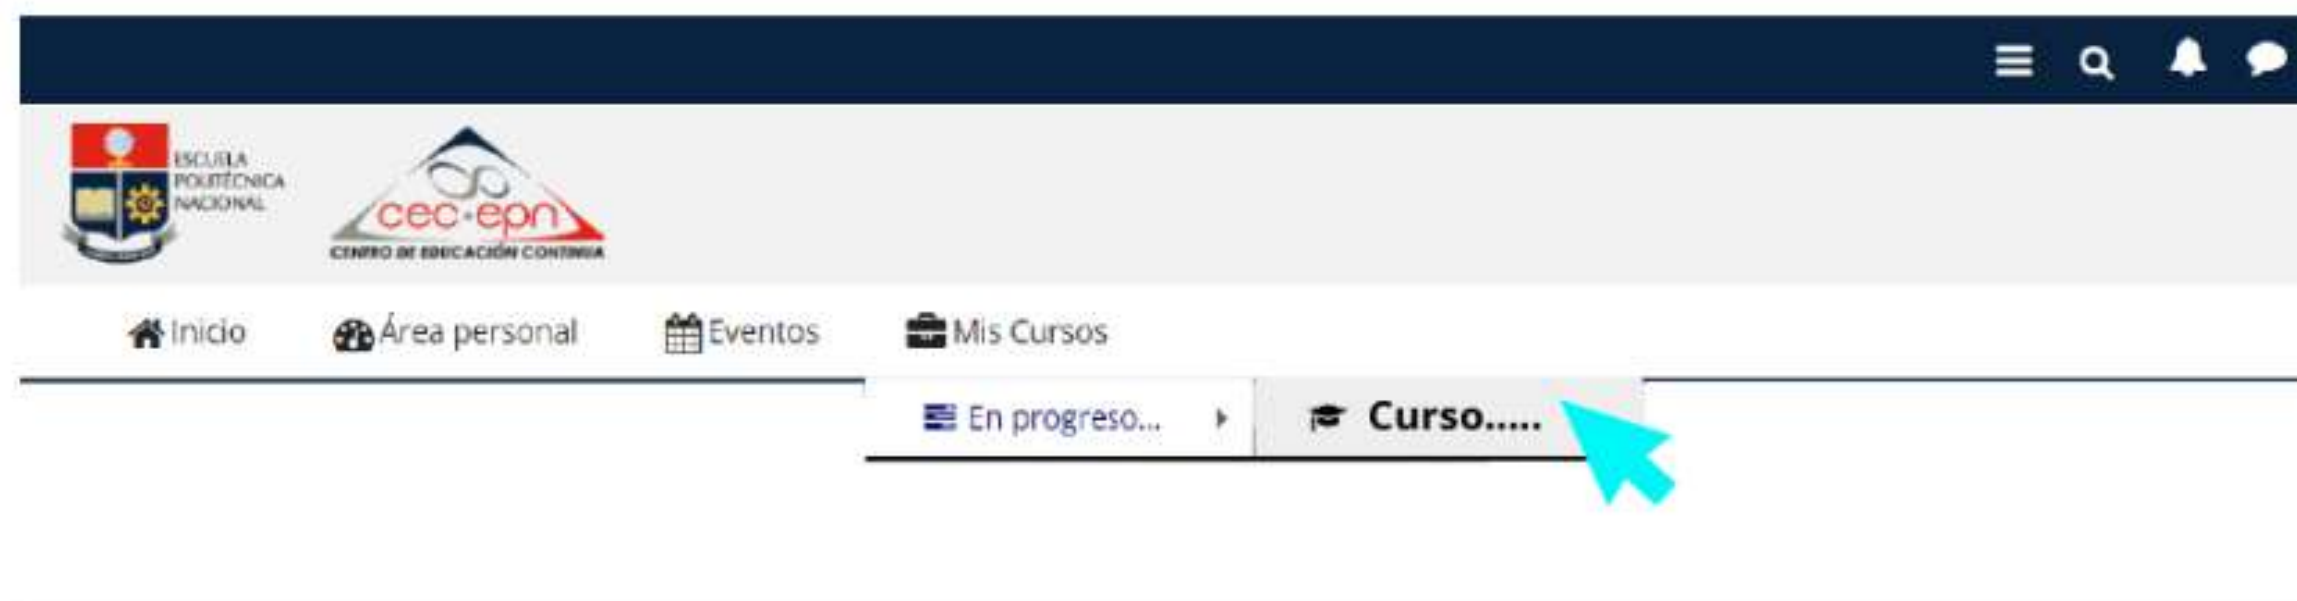 ESCUELA
POLITÉCNICA
NACIONAL
cec-epn
CENTRO DE EDUCACIÓN CONTINUA
Inicio Área personal Eventos Mis Cursos
En progreso... Curso.....